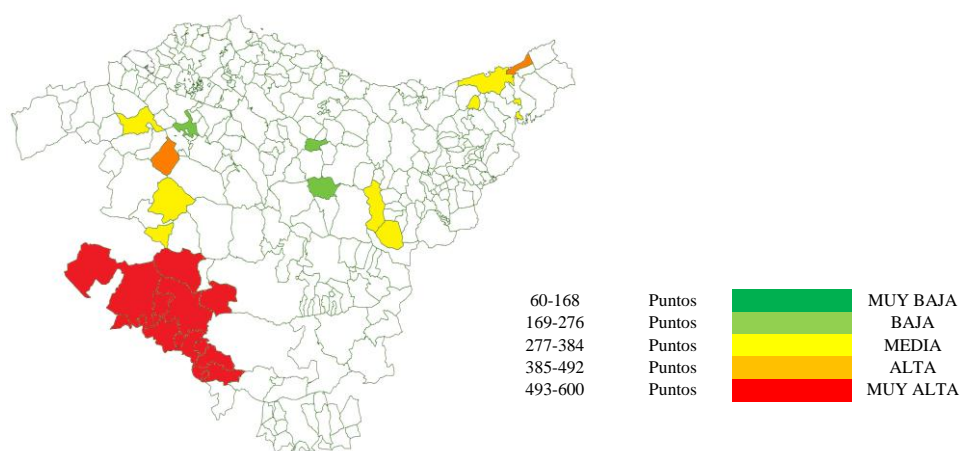 60-168 Puntos MUY BAJA
169-276 Puntos BAJA
277-384 Puntos MEDIA
385-492 Puntos ALTA
493-600 Puntos MUY ALTA